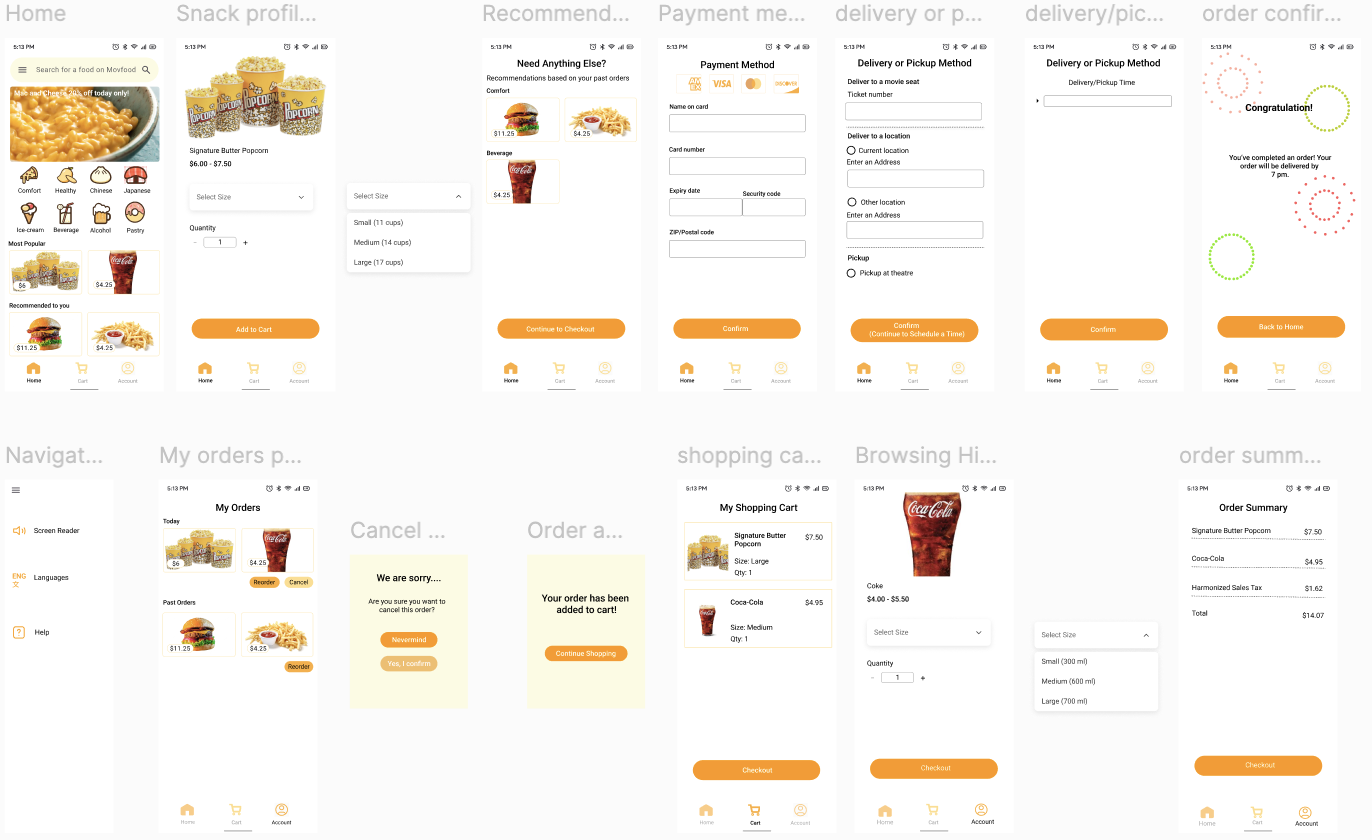 Home
5:13 PM
Search for a food on Movfood
Mac and Cheese 20% off today only!
Comfort
Healthy
Chinese
Japanese
Ice-cream
Beverage
Alcohol
Pastry
Most Popular
$6
$4.25
Recommended to you
$11.25
$4.25
Home
Cart
Account
Snack profil...
5:13 PM
POPCORN
POPCORN
POPCORN
POPCORN
Signature Butter Popcorn
$6.00 - $7.50
Select Size
Quantity
- 1 +
Add to Cart
Home
Cart
Account
Select Size
Small (11 cups)
Medium (14 cups)
Large (17 cups)
Recommend...
5:13 PM
Need Anything Else?
Recommendations based on your past orders
Comfort
$11.25
$4.25
Beverage
Coca-Cola
$4.25
Continue to Checkout
Home
Cart
Account
Payment me...
5:13 PM
Payment Method
VISA
DISCOVER
Name on card
Card number
Expiry date
Security code
ZIP/Postal code
Confirm
Home
Cart
Account
delivery or p...
5:13 PM
Delivery or Pickup Method
Deliver to a movie seat
Ticket number
Deliver to a location
Current location
Enter an Address
Other location
Enter an Address
Pickup
Pickup at theatre
Confirm
(Continue to Schedule a Time)
Home
Cart
Account
delivery/pic...
5:13 PM
Delivery or Pickup Method
Delivery/Pickup Time
Confirm
Home
Cart
Account
order confir...
5:13 PM
Congratulation!
You've completed an order! Your
order will be delivered by
7 pm.
Back to Home
Home
Cart
Account
Navigat...
Screen Reader
ENG
文
Languages
?
Help
My orders p...
5:13 PM
My Orders
Today
$6
$4.25
Reorder
Cancel
Past Orders
$11.25
$4.25
Reorder
Home
Cart
Account
Cancel ...
We are sorry....
Are you sure you want to
cancel this order?
Nevermind
Yes, I confirm
Order a...
Your order has been
added to cart!
Continue Shopping
shopping ca...
5:13 PM
My Shopping Cart
Signature Butter
Popcorn
$7.50
Size: Large
Qty: 1
Coca-Cola
$4.95
Size: Medium
Qty: 1
Checkout
Home
Cart
Account
Browsing Hi...
5:13 PM
Coca-Cola
Coke
$4.00 - $5.50
Select Size
Quantity
- 1 +
Checkout
Home
Cart
Account
Select Size
Small (300 ml)
Medium (600 ml)
Large (700 ml)
order summ...
5:13 PM
Order Summary
Signature Butter Popcorn
$7.50
Coca-Cola
$4.95
Harmonized Sales Tax
$1.62
Total
$14.07
Checkout
Home
Cart
Account